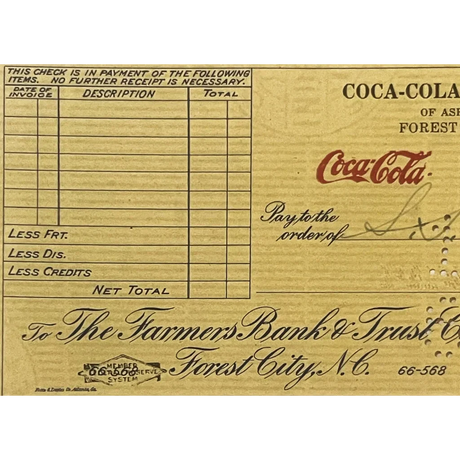 THIS CHECK IS IN PAYMENT OF THE FOLLOWING
ITEMS. NO FURTHER RECEIPT IS NECESSARY.
DATE OF INVOICE DESCRIPTION TOTAL
LESS FRT.
LESS DIS.
LESS CREDITS
NET TOTAL
COCA-COLA
OF
FOREST
Coca-Cola
Pay to the
order of
To The Farmers Bank & Trust
Forest City, N.C. 66-568
MEMBER
FEDERAL RESERVE
SYSTEM